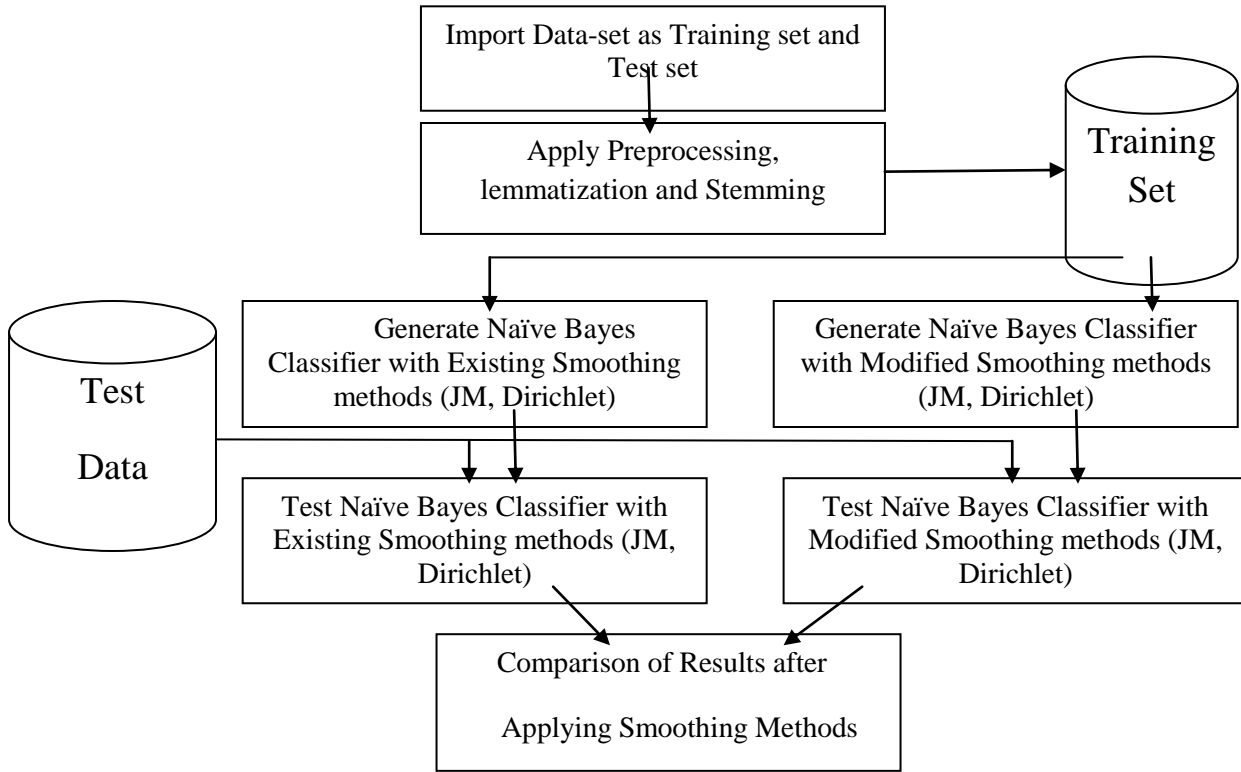 Import Data-set as Training set and
Test set
Apply Preprocessing,
lemmatization and Stemming
Training
Set
Generate Naïve Bayes
Classifier with Existing Smoothing
methods (JM, Dirichlet)
Generate Naïve Bayes Classifier
with Modified Smoothing methods
(JM, Dirichlet)
Test
Data
Test Naïve Bayes Classifier with
Existing Smoothing methods (JM,
Dirichlet)
Test Naïve Bayes Classifier with
Modified Smoothing methods (JM,
Dirichlet)
Comparison of Results after
Applying Smoothing Methods